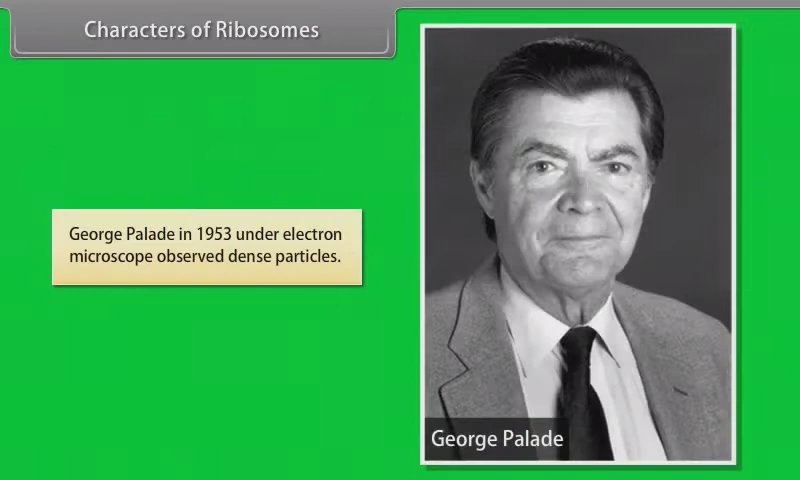 Characters of Ribosomes
George Palade in 1953 under electron
microscope observed dense particles.
George Palade